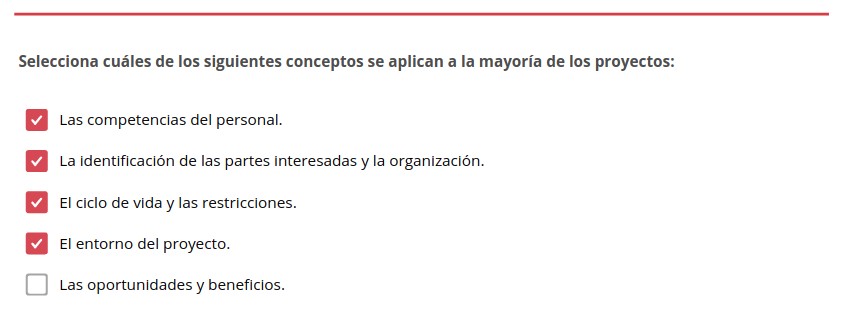 Selecciona cuáles de los siguientes conceptos se aplican a la mayoría de los proyectos:
Las competencias del personal.
La identificación de las partes interesadas y la organización.
El ciclo de vida y las restricciones.
El entorno del proyecto.
Las oportunidades y beneficios.